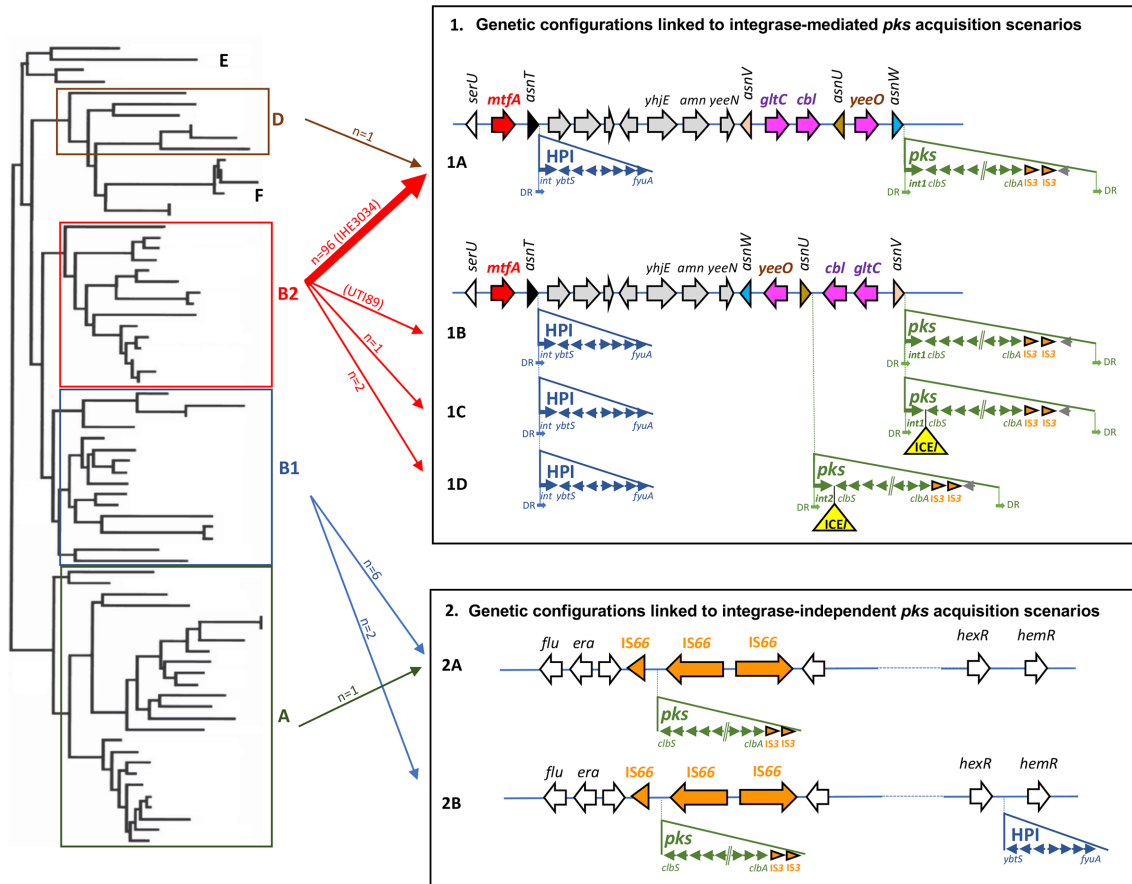 E
D
F
B2
B1
A
n=1
n=96 (IHE3034)
(UTI89)
n=1
n=2
n=6
n=2
n=1
1. Genetic configurations linked to integrase-mediated pks acquisition scenarios
serU mtfA asnT yhjE amn yeeN asnV gltC cbl asnU yeeO asnW
1A
HPI
int ybtS fyuA
DR
pks
int1 clbS clbA IS3 IS3
DR DR
serU mtfA asnT yhjE amn yeeN asnW yeeO asnU cbl gltC asnV
1B
HPI
int ybtS fyuA
DR
pks
int1 clbS clbA IS3 IS3
DR DR
1C
HPI
int ybtS fyuA
DR
pks
int1 clbS clbA IS3 IS3
DR DR
ICEI
1D
HPI
int ybtS fyuA
DR
pks
int2 clbS clbA IS3 IS3
DR DR
ICEI
2. Genetic configurations linked to integrase-independent pks acquisition scenarios
flu era IS66 IS66 IS66 hexR hemR
2A
pks
clbS clbA IS3 IS3
flu era IS66 IS66 IS66 hexR hemR
2B
pks
clbS clbA IS3 IS3
HPI
ybtS fyuA